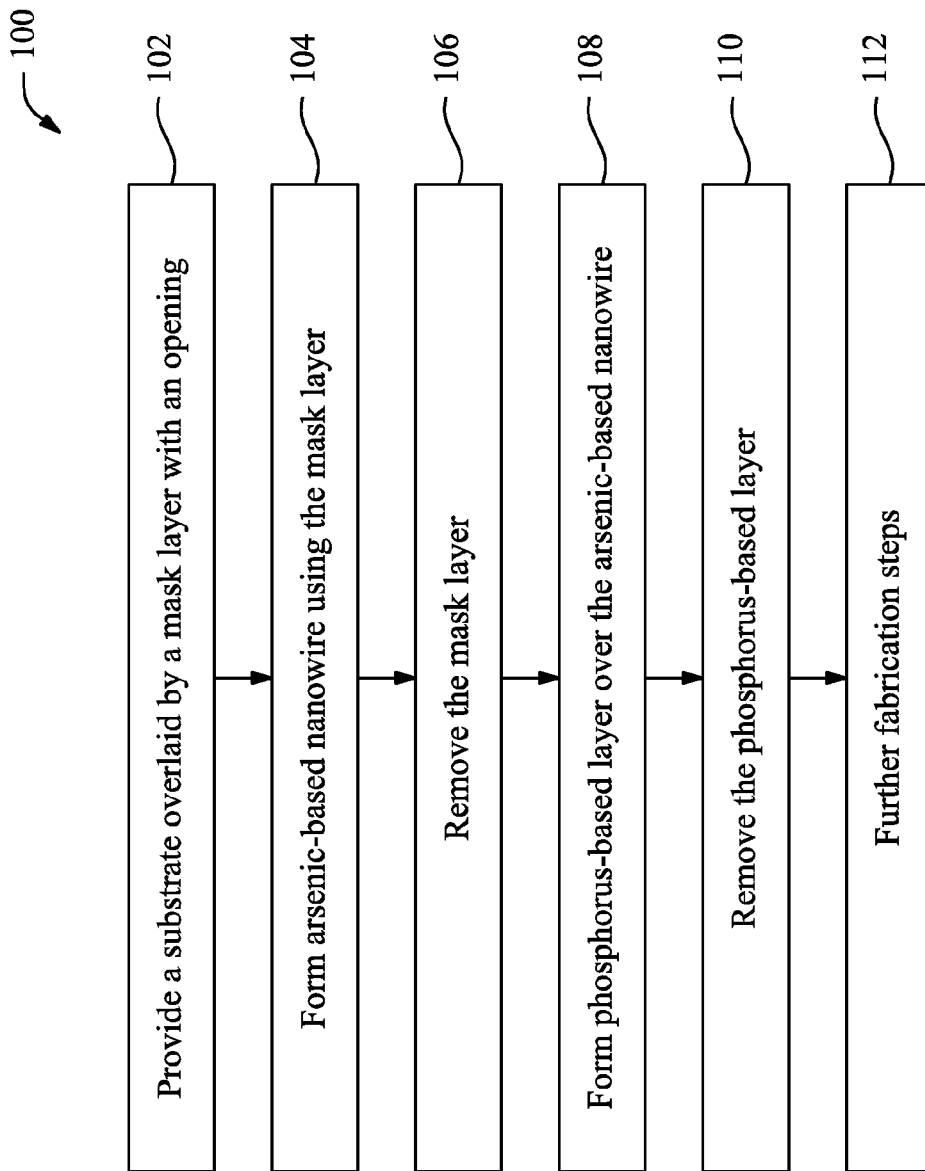 100
Provide a substrate overlaid by a mask layer with an opening
102
Form arsenic-based nanowire using the mask layer
104
Remove the mask layer
106
Form phosphorus-based layer over the arsenic-based nanowire
108
Remove the phosphorus-based layer
110
Further fabrication steps
112